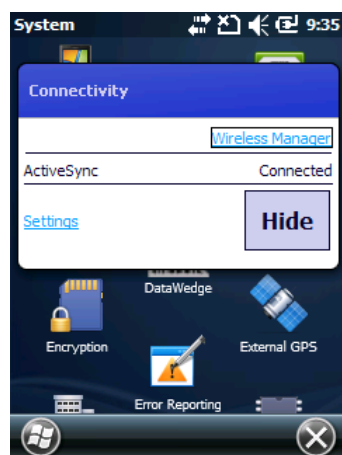 System 9:35
Connectivity
Wireless Manager
ActiveSync Connected
Settings Hide
DataWedge
Encryption External GPS
Error Reporting